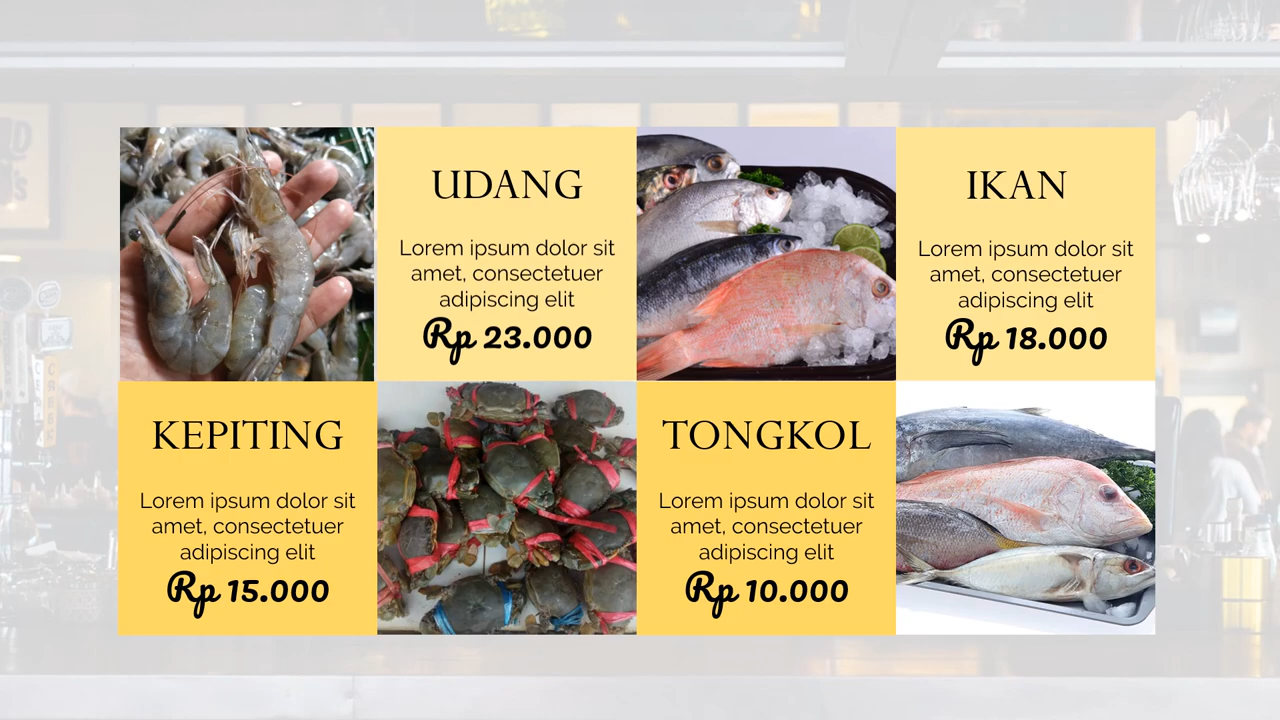 UDANG
Lorem ipsum dolor sit
amet, consectetuer
adipiscing elit
Rp 23.000
IKAN
Lorem ipsum dolor sit
amet, consectetuer
adipiscing elit
Rp 18.000
KEPITING
Lorem ipsum dolor sit
amet, consectetuer
adipiscing elit
Rp 15.000
TONGKOL
Lorem ipsum dolor sit
amet, consectetuer
adipiscing elit
Rp 10.000